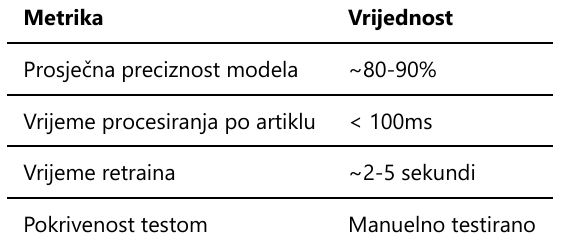 Metrika Vrijednost
Prosječna preciznost modela ~80-90%
Vrijeme procesiranja po artiklu < 100ms
Vrijeme retraina ~2-5 sekundi
Pokrivenost testom Manuelno testirano